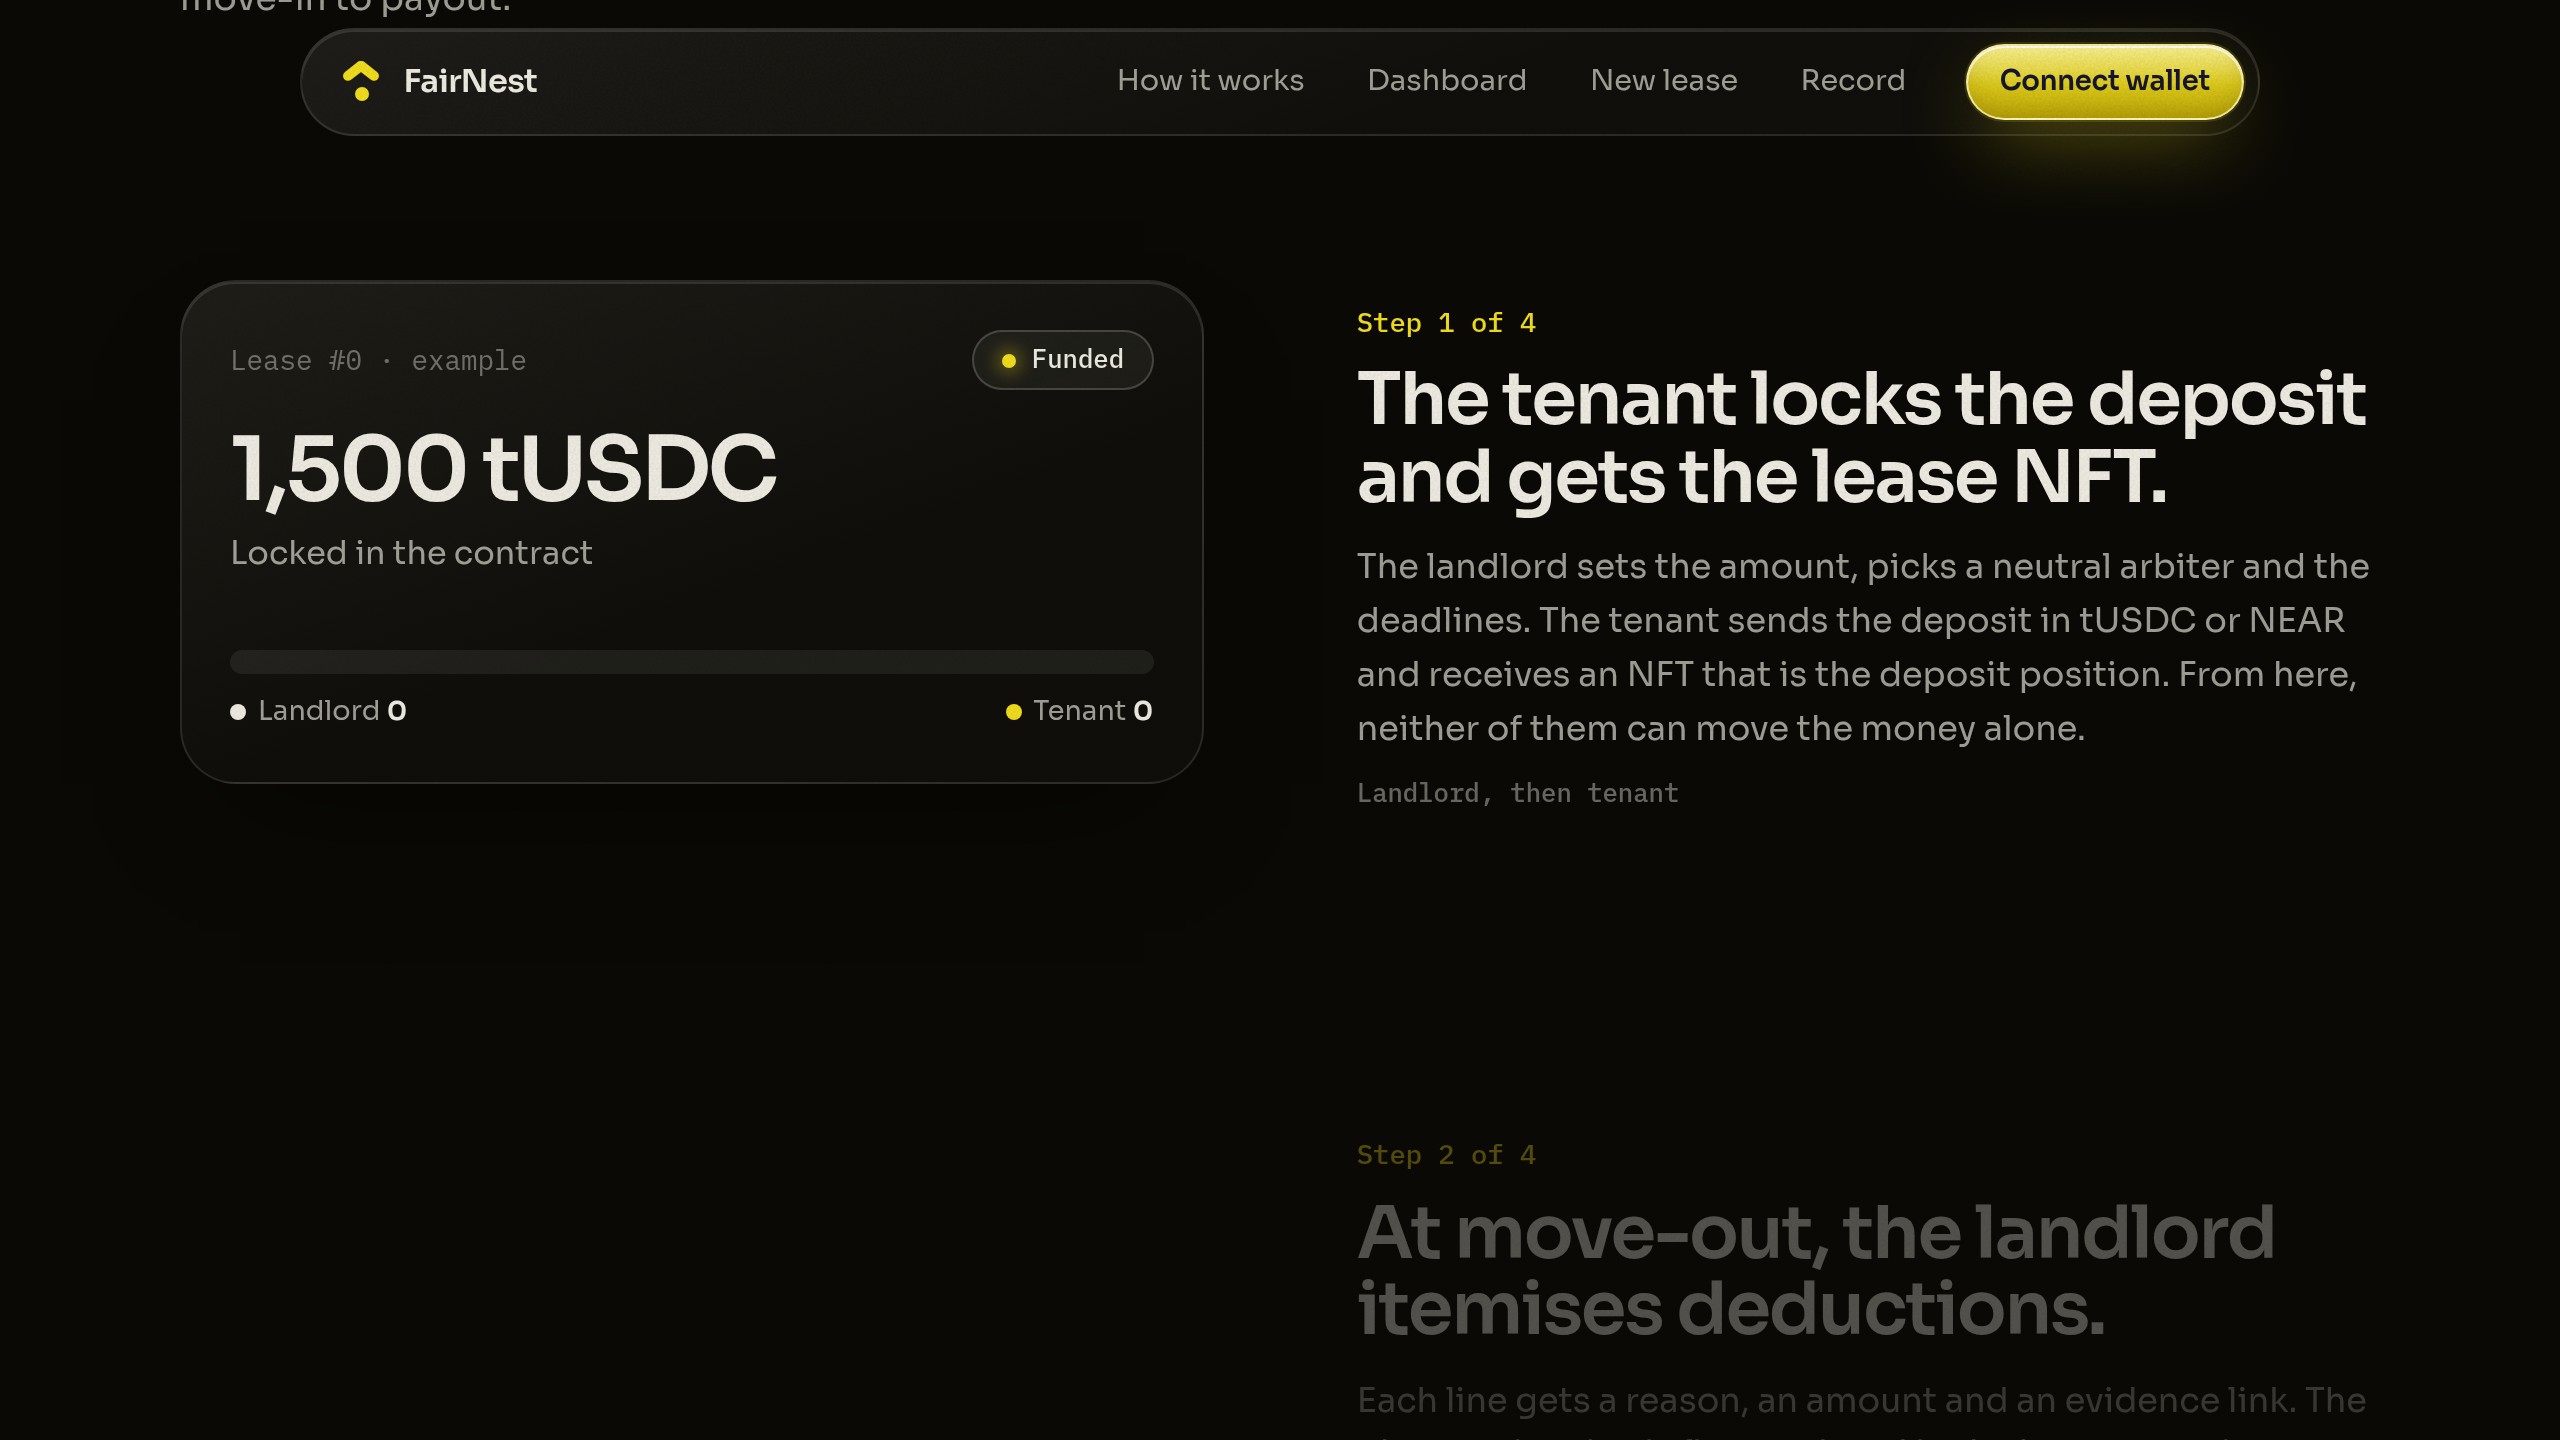 move-in to payout.
FairNest
How it works
Dashboard
New lease
Record
Connect wallet
Lease #0 · example
Funded
1,500 tUSDC
Locked in the contract
Landlord 0
Tenant 0
Step 1 of 4
The tenant locks the deposit
and gets the lease NFT.
The landlord sets the amount, picks a neutral arbiter and the
deadlines. The tenant sends the deposit in tUSDC or NEAR
and receives an NFT that is the deposit position. From here,
neither of them can move the money alone.
Landlord, then tenant
Step 2 of 4
At move-out, the landlord
itemises deductions.
Each line gets a reason, an amount and an evidence link. The